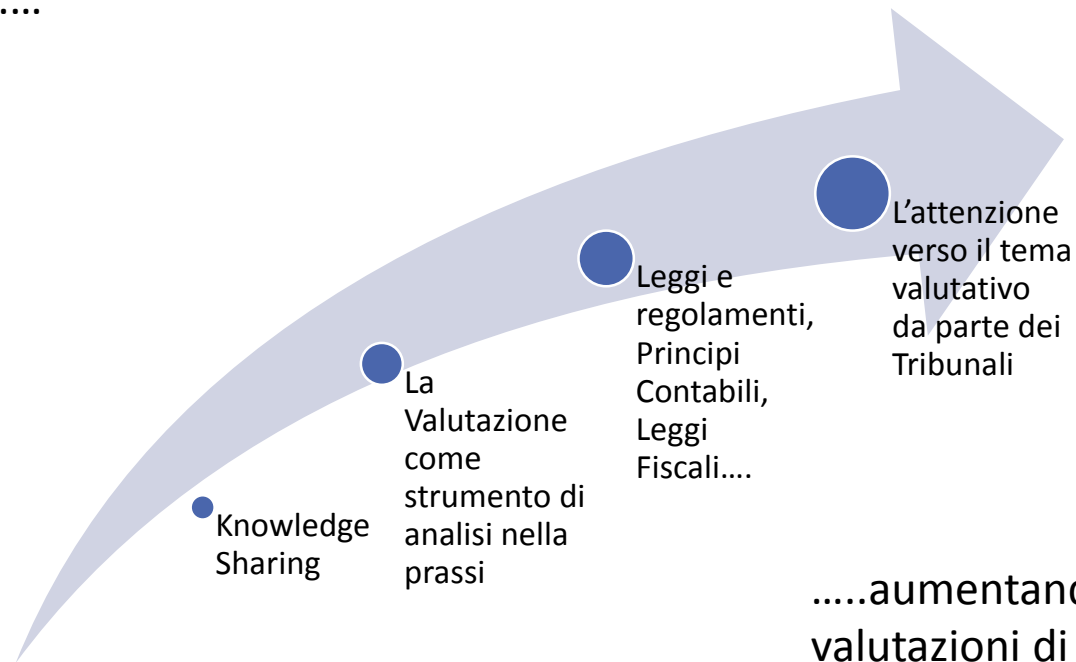 .....
Knowledge
Sharing
La
Valutazione
come
strumento di
analisi nella
prassi
Leggi e
regolamenti,
Principi
Contabili,
Leggi
Fiscali....
L’attenzione
verso il tema
valutativo
da parte dei
Tribunali
.....aumentan
valutazioni di